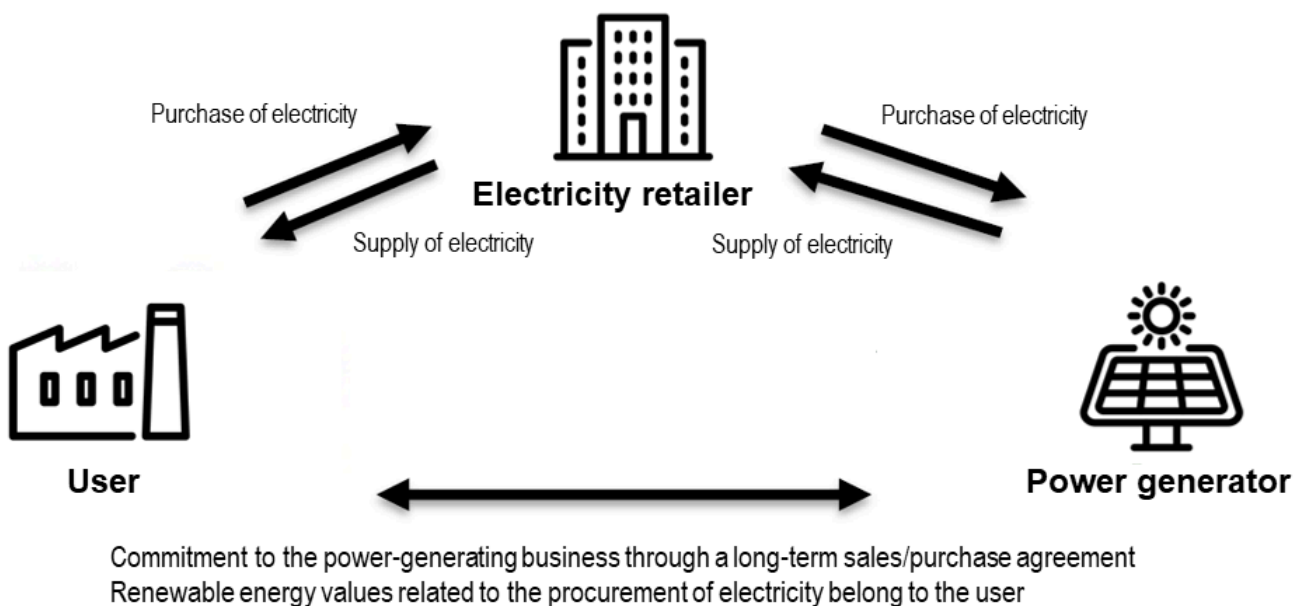 Purchase of electricity
Purchase of electricity
Electricity retailer
Supply of electricity
Supply of electricity
User
Power generator
Commitment to the power-generating business through a long-term sales/purchase agreement
Renewable energy values related to the procurement of electricity belong to the user